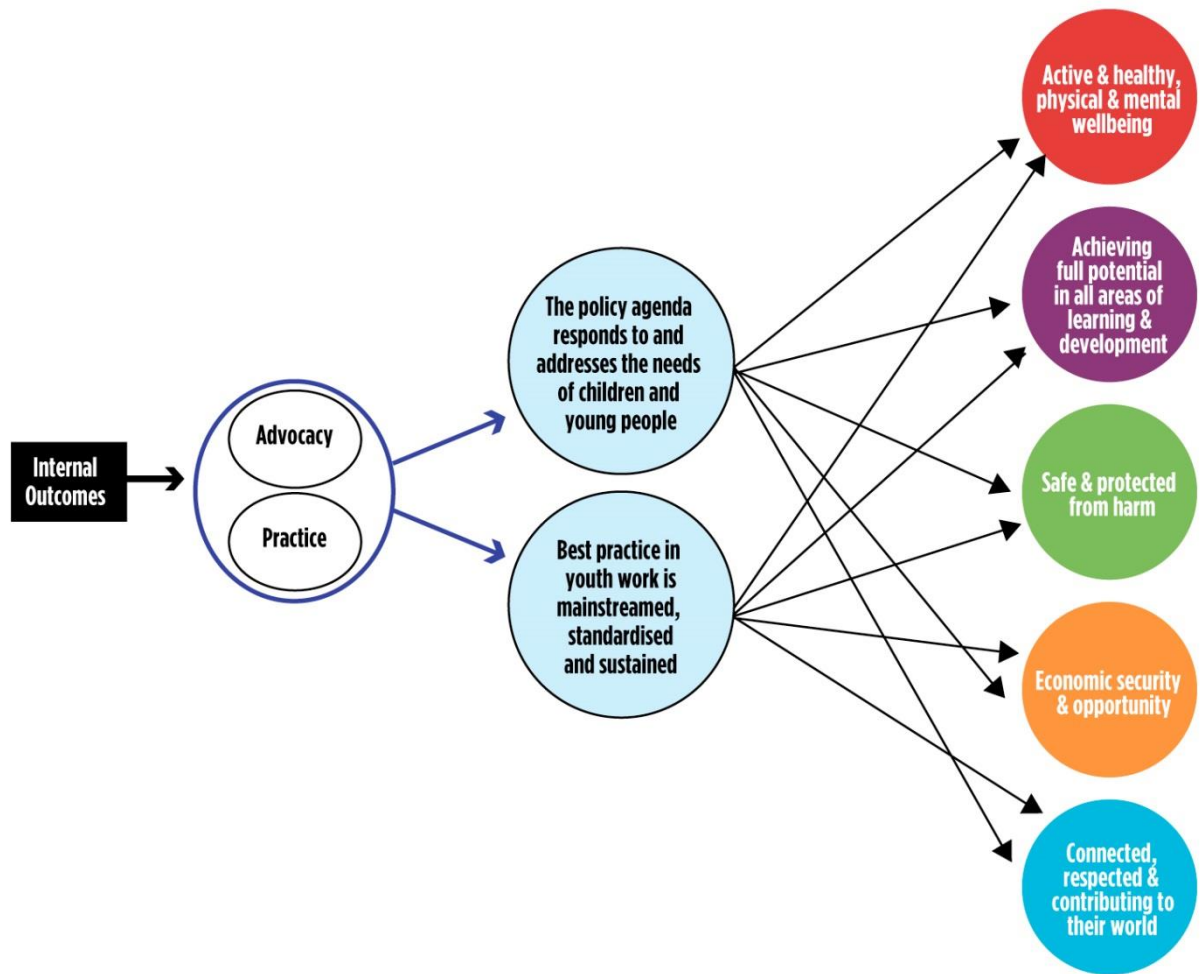 Internal
Outcomes
Advocacy
Practice
The policy agenda
responds to and
addresses the needs
of children and
young people
Best practice in
youth work is
mainstreamed,
standardised
and sustained
Active & healthy,
physical & mental
wellbeing
Achieving
full potential
in all areas of
learning &
development
Safe & protected
from harm
Economic security
& opportunity
Connected,
respected &
contributing to
their world